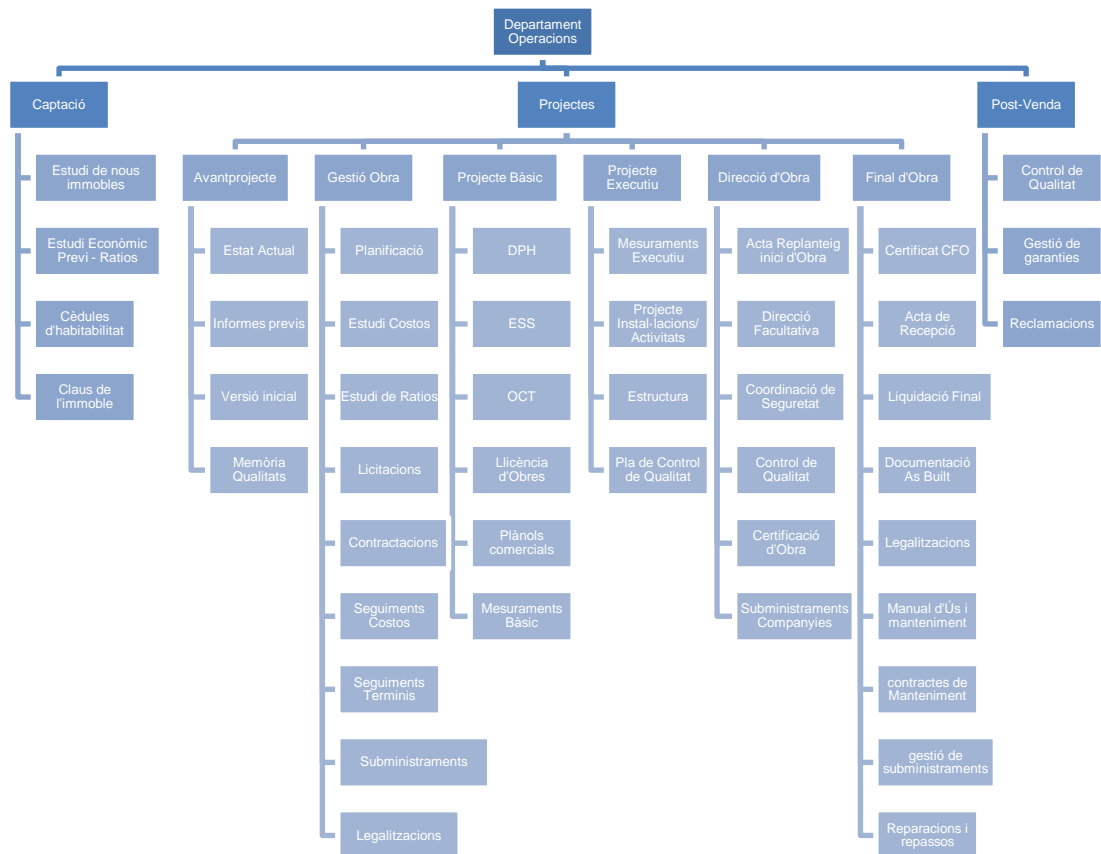 Departament
Operacions
Captació
Projectes
Post-Venda
Estudi de nous
immobles
Estudi Econòmic
Previ - Ratios
Cèdules
d'habitabilitat
Claus de
l'immoble
Avantprojecte
Estat Actual
Informes previs
Versió inicial
Memòria
Qualitats
Gestió Obra
Planificació
Estudi Costos
Estudi de Ratios
Licitacions
Contractacions
Seguiments
Costos
Seguiments
Terminis
Subministraments
Legalitzacions
Projecte Bàsic
DPH
ESS
OCT
Llicència
d'Obres
Plànols
comercials
Mesuraments
Bàsic
Projecte
Executiu
Mesuraments
Executiu
Projecte
Instal·lacions/
Activitats
Estructura
Pla de Control
de Qualitat
Direcció d'Obra
Acta Replanteig
inici d'Obra
Direcció
Facultativa
Coordinació de
Seguretat
Control de
Qualitat
Certificació
d'Obra
Subministraments
Companyies
Final d'Obra
Certificat CFO
Acta de
Recepció
Liquidació Final
Documentació
As Built
Legalitzacions
Manual d'Ús i
manteniment
contractes de
Manteniment
gestió de
subministraments
Reparacions i
repassos
Control de
Qualitat
Gestió de
garanties
Reclamacions